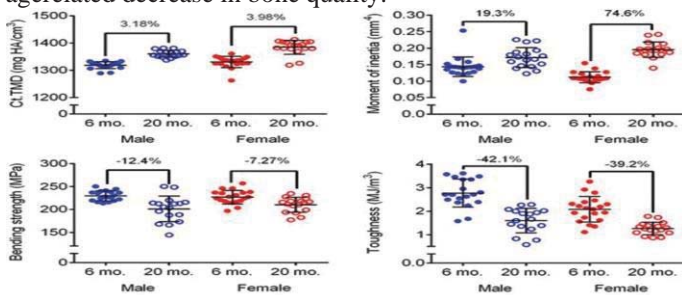 agerelated decrease in bone quality.
3.18%
3.98%
Ct.TMD (mg HA/cm³)
1400
1300
1200
0
6 mo.
20 mo.
6 mo.
20 mo.
Male
Female
19.3%
74.6%
Moment of inertia (mm⁴)
0.30
0.25
0.20
0.15
0.10
0.05
0.00
6 mo.
20 mo.
6 mo.
20 mo.
Male
Female
-12.4%
-7.27%
Bending strength (MPa)
300
250
200
150
0
6 mo.
20 mo.
6 mo.
20 mo.
Male
Female
-42.1%
-39.2%
Toughness (MJ/m³)
4
3
2
1
0
6 mo.
20 mo.
6 mo.
20 mo.
Male
Female